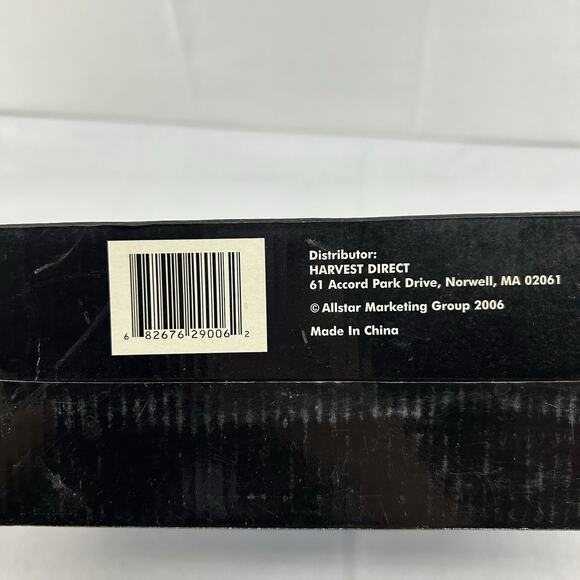 6 82676 29006 2
Distributor:
HARVEST DIRECT
61 Accord Park Drive, Norwell, MA 02061
© Allstar Marketing Group 2006
Made In China